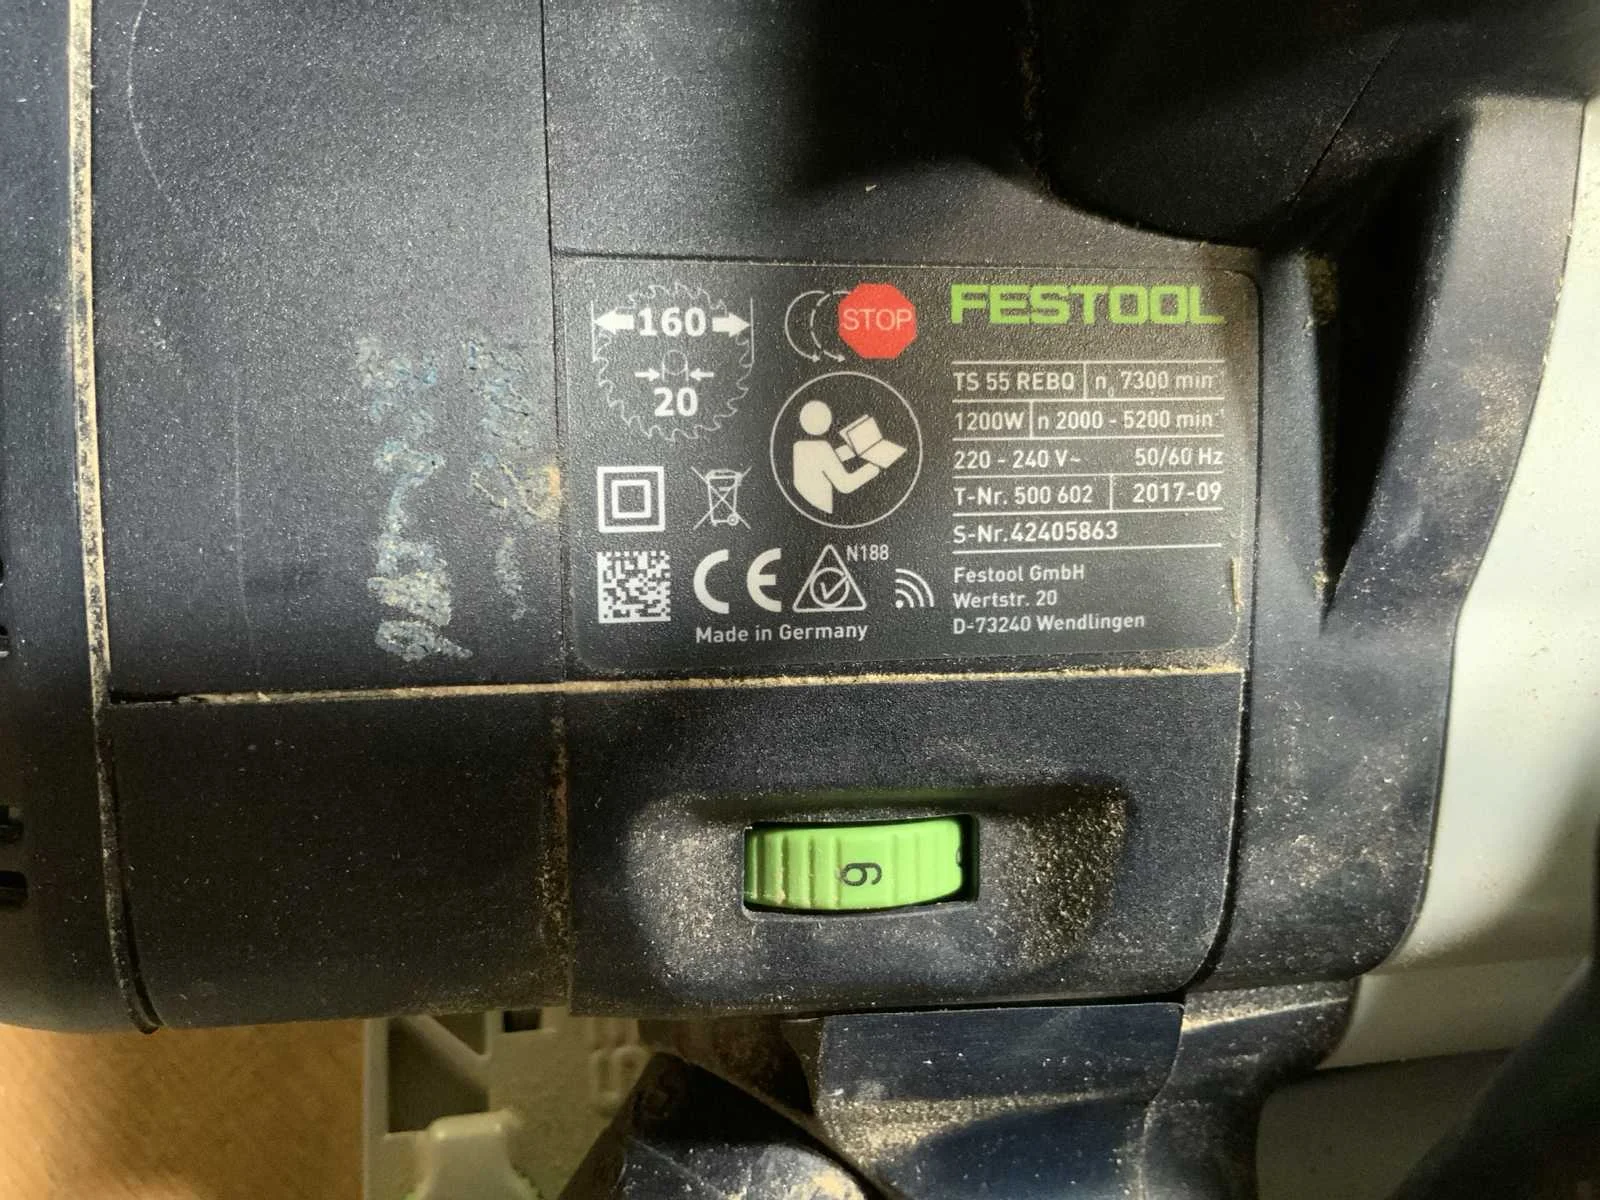 160
20
STOP
FESTOOL
TS 55 REBQ n₀ 7300 min⁻¹
1200W n 2000 - 5200 min⁻¹
220 - 240 V~ 50/60 Hz
T-Nr. 500 602 2017-09
S-Nr. 42405863
N188
Made in Germany
Festool GmbH
Wertstr. 20
D-73240 Wendlingen
6